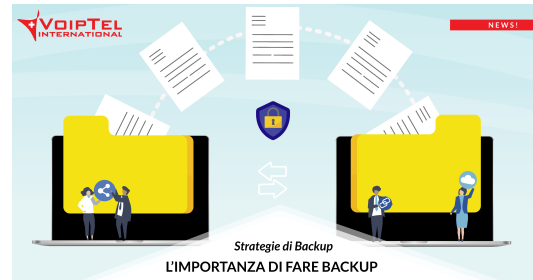 VOIPTEL
INTERNATIONAL
NEWS!
Strategie di Backup
L'IMPORTANZA DI FARE BACKUP